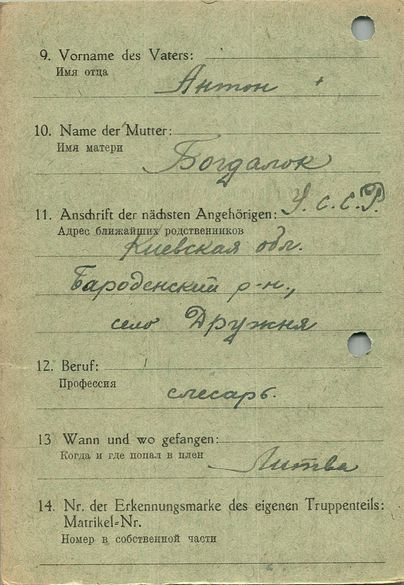 9. Vorname des Vaters:
Имя отца
Антон +
10. Name der Mutter:
Имя матери
Богдалок
11. Anschrift der nächsten Angehörigen: У.С.С.Р.
Адрес ближайших родственников
Киевская обл.
Бароденский р-н.,
село Дружня
12. Beruf:
Профессия
слесарь.
13 Wann und wo gefangen:
Когда и где попал в плен
Литва
14. Nr. der Erkennungsmarke des eigenen Truppenteils:
Matrikel-Nr.
Номер в собственной части